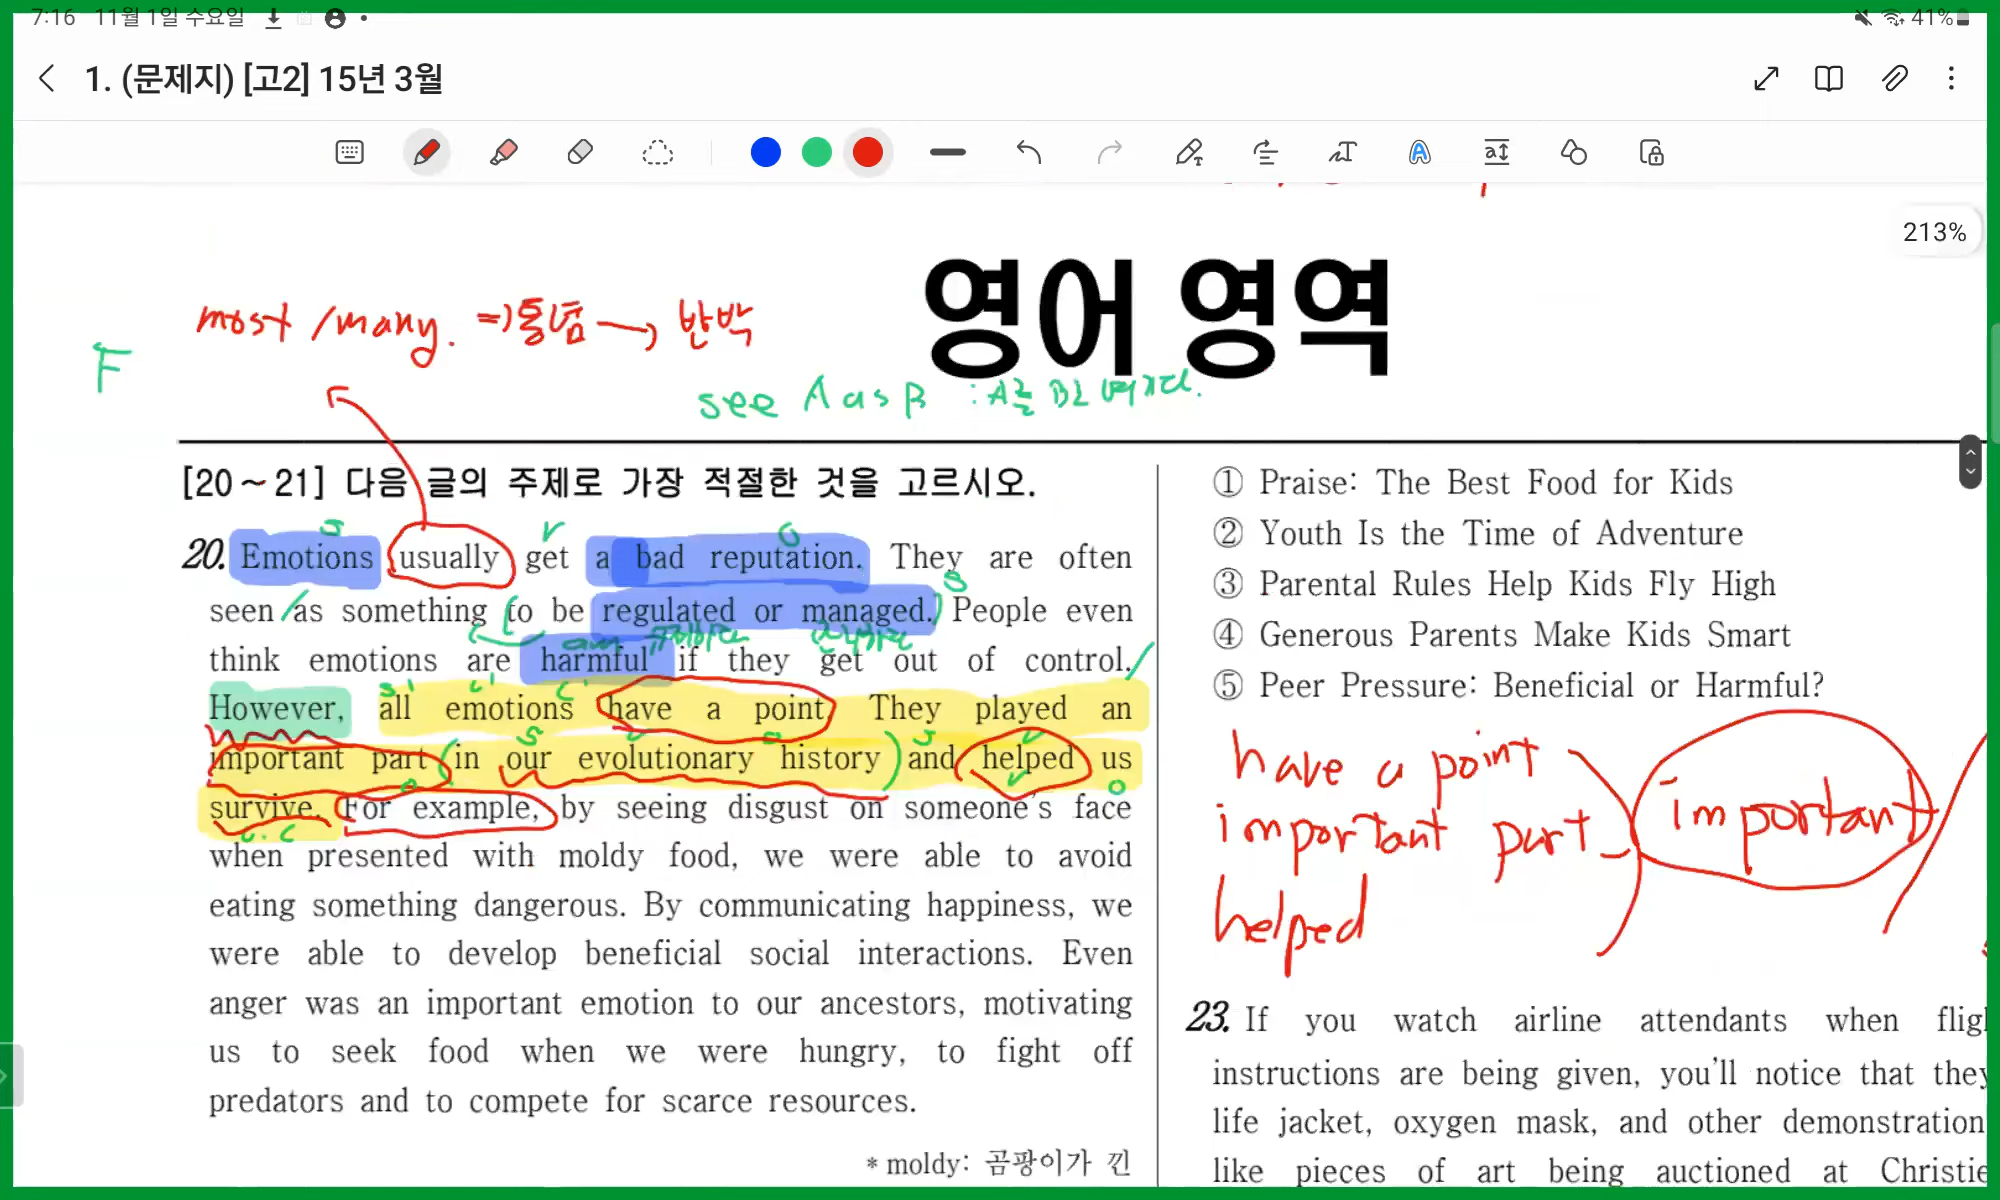 7:16 11월 1일 수요일
41%
1. (문제지) [고2] 15년 3월
213%
영어 영역
most / many. ⇒ 통념 → 반박
F
see A as B : A를 B로 여기다.
[20~21] 다음 글의 주제로 가장 적절한 것을 고르시오.
20. Emotions usually get a bad reputation. They are often
seen as something to be regulated or managed. People even
think emotions are harmful if they get out of control.
However, all emotions have a point. They played an
important part in our evolutionary history and helped us
survive. For example, by seeing disgust on someone's face
when presented with moldy food, we were able to avoid
eating something dangerous. By communicating happiness, we
were able to develop beneficial social interactions. Even
anger was an important emotion to our ancestors, motivating
us to seek food when we were hungry, to fight off
predators and to compete for scarce resources.
* moldy: 곰팡이가 낀
① Praise: The Best Food for Kids
② Youth Is the Time of Adventure
③ Parental Rules Help Kids Fly High
④ Generous Parents Make Kids Smart
⑤ Peer Pressure: Beneficial or Harmful?
have a point
important part
helped
important
23. If you watch airline attendants when flig
instructions are being given, you'll notice that they
life jacket, oxygen mask, and other demonstration
like pieces of art being auctioned at Christie